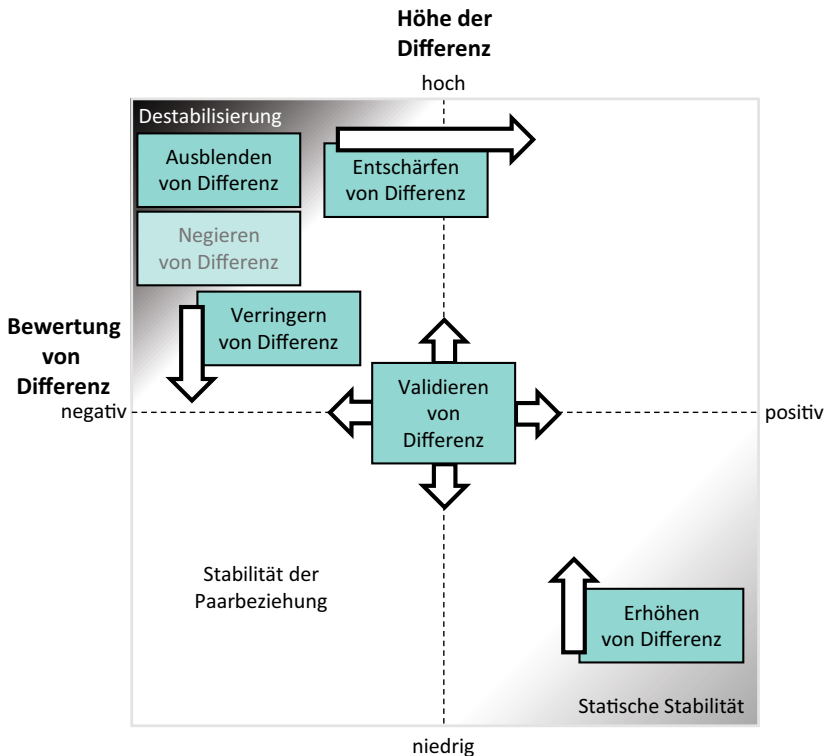 Höhe der
Differenz
hoch
Destabilisierung
Ausblenden
von Differenz
Entschärfen
von Differenz
Negieren
von Differenz
Verringern
von Differenz
Bewertung
von
Differenz
negativ
Validieren
von
Differenz
positiv
Stabilität der
Paarbeziehung
Erhöhen
von Differenz
Statische Stabilität
niedrig